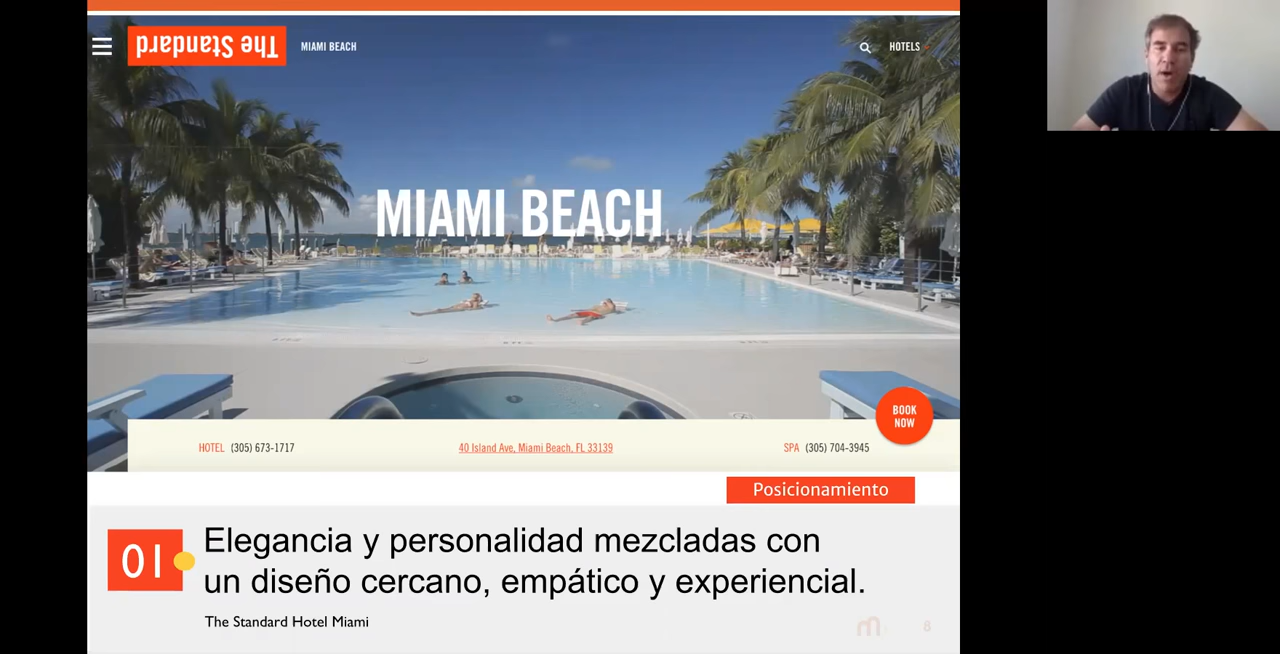 The Standard
MIAMI BEACH
HOTELS
MIAMI BEACH
BOOK
NOW
HOTEL (305) 673-1717
40 Island Ave, Miami Beach, FL 33139
SPA (305) 704-3945
Posicionamiento
01
Elegancia y personalidad mezcladas con
un diseño cercano, empático y experiencial.
The Standard Hotel Miami
m
8